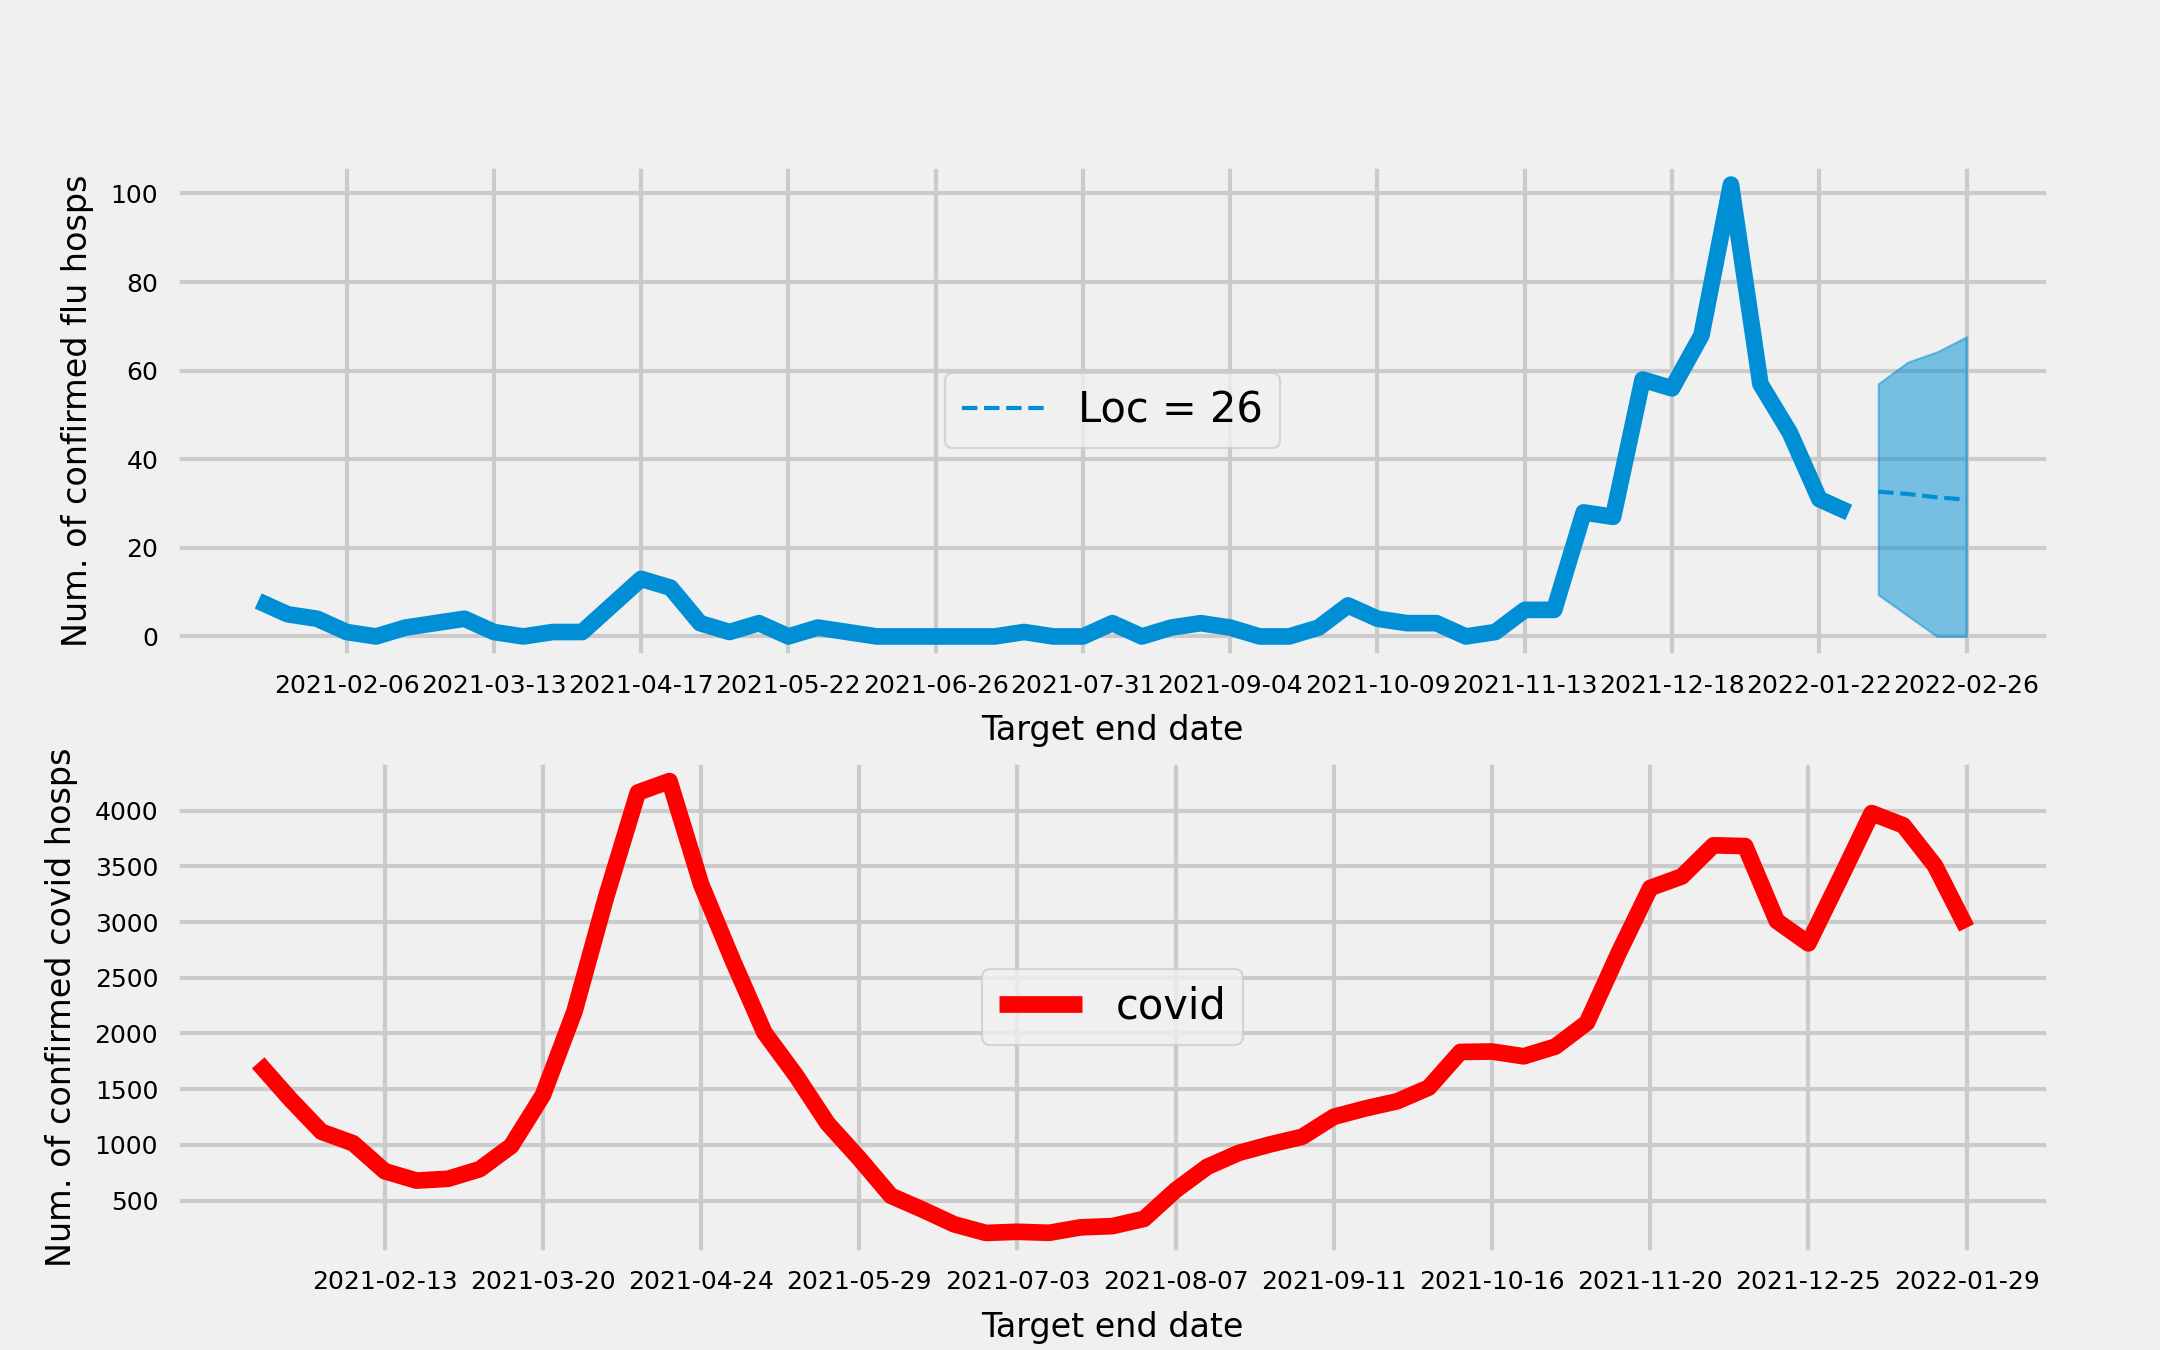 Num. of confirmed flu hosps
100
80
60
40
20
0
Loc = 26
2021-02-06 2021-03-13 2021-04-17 2021-05-22 2021-06-26 2021-07-31 2021-09-04 2021-10-09 2021-11-13 2021-12-18 2022-01-22 2022-02-26
Target end date
Num. of confirmed covid hosps
4000
3500
3000
2500
2000
1500
1000
500
covid
2021-02-13 2021-03-20 2021-04-24 2021-05-29 2021-07-03 2021-08-07 2021-09-11 2021-10-16 2021-11-20 2021-12-25 2022-01-29
Target end date